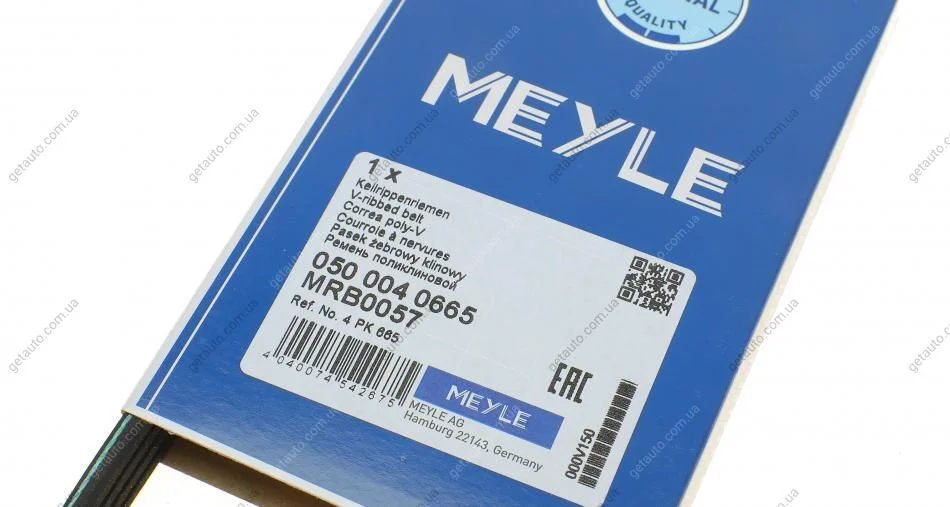 QUALITY
MEYLE
1 x
Keilrippenriemen
V-ribbed belt
Correa poly-V
Courroie à nervures
Pasek żebrowy klinowy
Ремень поликлиновой
050 004 0665
MRB0057
Ref. No. 4 PK 665
4 040074 542675
MEYLE
MEYLE AG
Hamburg 22143, Germany
EAC
000V150
getauto.com.ua